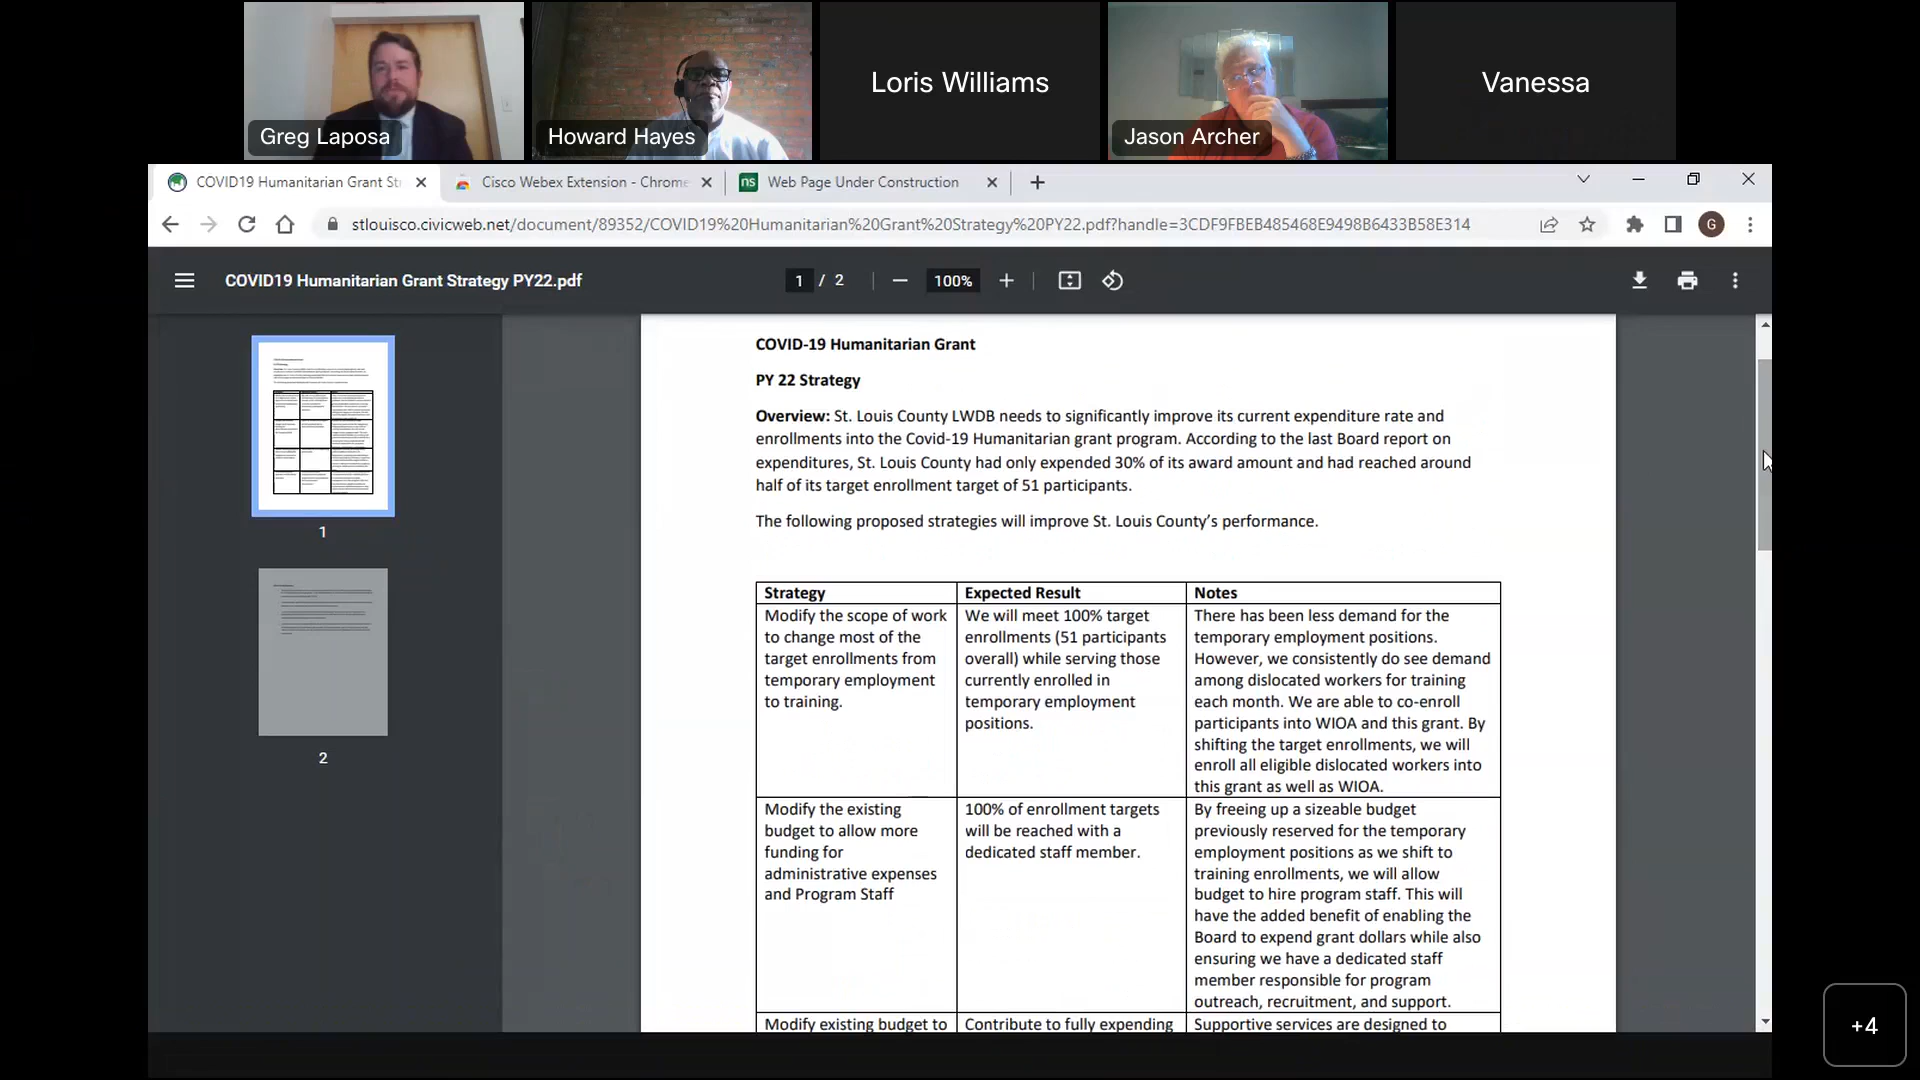 Loris Williams
Vanessa
Greg Laposa
Howard Hayes
Jason Archer
COVID19 Humanitarian Grant Str
Cisco Webex Extension - Chrome
ns
Web Page Under Construction
stlouisco.civicweb.net/document/89352/COVID19%20Humanitarian%20Grant%20Strategy%20PY22.pdf?handle=3CDF9FBEB485468E9498B6433B58E314
G
COVID19 Humanitarian Grant Strategy PY22.pdf
1 / 2
100%
1
2
COVID-19 Humanitarian Grant
PY 22 Strategy
Overview: St. Louis County LWDB needs to significantly improve its current expenditure rate and
enrollments into the Covid-19 Humanitarian grant program. According to the last Board report on
expenditures, St. Louis County had only expended 30% of its award amount and had reached around
half of its target enrollment target of 51 participants.
The following proposed strategies will improve St. Louis County's performance.
Strategy
Expected Result
Notes
Modify the scope of work
to change most of the
target enrollments from
temporary employment
to training.
We will meet 100% target
enrollments (51 participants
overall) while serving those
currently enrolled in
temporary employment
positions.
There has been less demand for the
temporary employment positions.
However, we consistently do see demand
among dislocated workers for training
each month. We are able to co-enroll
participants into WIOA and this grant. By
shifting the target enrollments, we will
enroll all eligible dislocated workers into
this grant as well as WIOA.
Modify the existing
budget to allow more
funding for
administrative expenses
and Program Staff
100% of enrollment targets
will be reached with a
dedicated staff member.
By freeing up a sizeable budget
previously reserved for the temporary
employment positions as we shift to
training enrollments, we will allow
budget to hire program staff. This will
have the added benefit of enabling the
Board to expend grant dollars while also
ensuring we have a dedicated staff
member responsible for program
outreach, recruitment, and support.
Modify existing budget to
Contribute to fully expending
Supportive services are designed to
+4